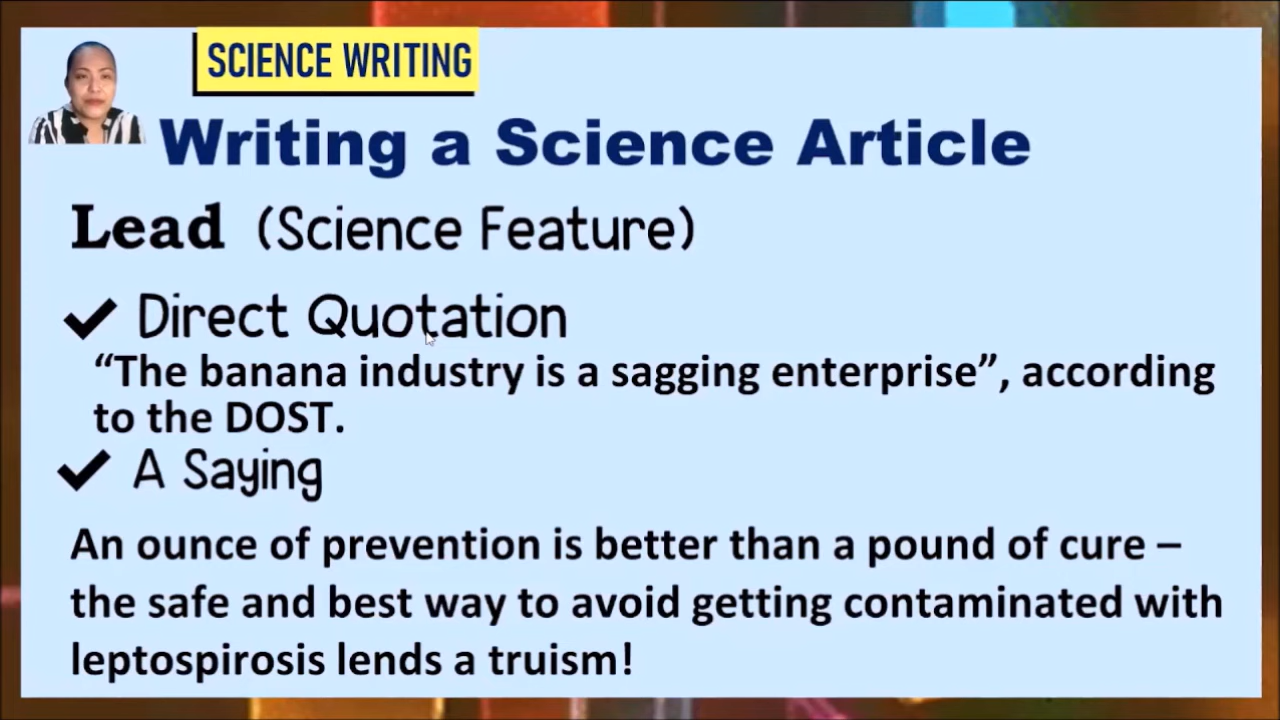 SCIENCE WRITING
Writing a Science Article
Lead (Science Feature)
✔ Direct Quotation
“The banana industry is a sagging enterprise”, according
to the DOST.
✔ A Saying
An ounce of prevention is better than a pound of cure –
the safe and best way to avoid getting contaminated with
leptospirosis lends a truism!